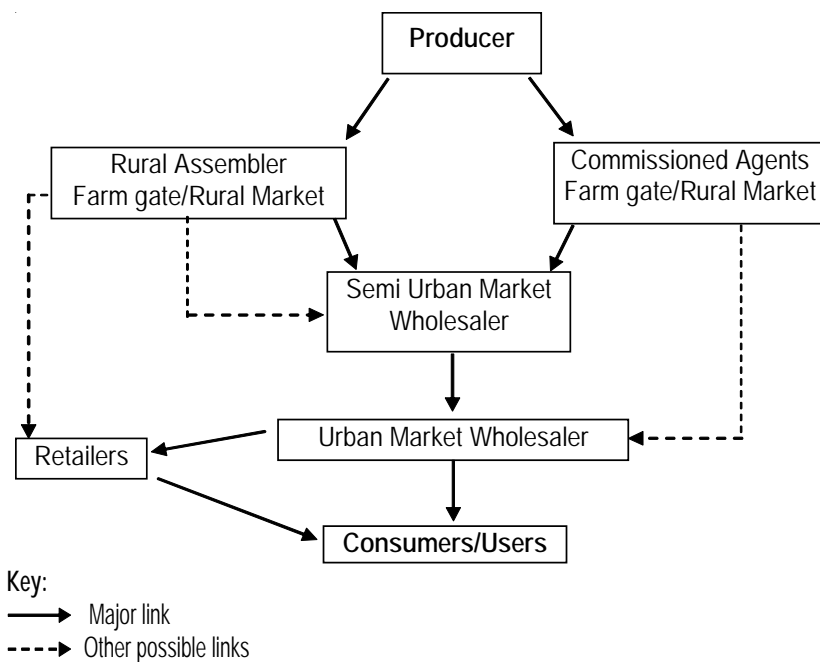 Producer
Rural Assembler
Farm gate/Rural Market
Commissioned Agents
Farm gate/Rural Market
Semi Urban Market
Wholesaler
Urban Market Wholesaler
Retailers
Consumers/Users
Key:
Major link
Other possible links